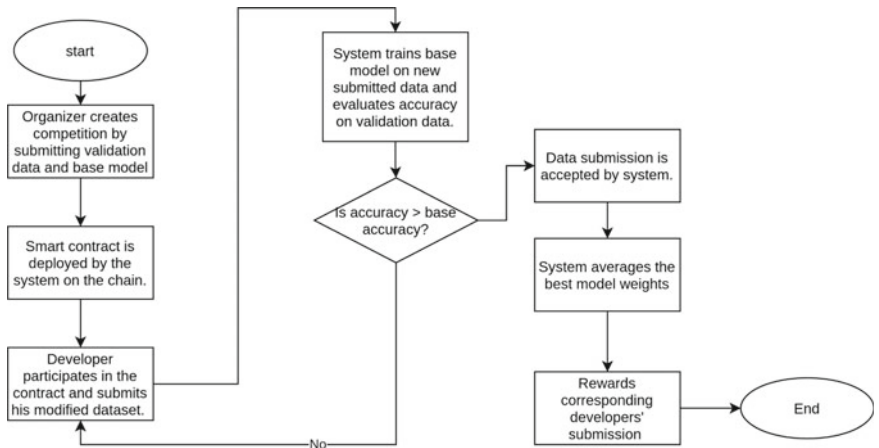 start
Organizer creates
competition by
submitting validation
data and base model
Smart contract is
deployed by the
system on the chain.
Developer
participates in the
contract and submits
his modified dataset.
System trains base
model on new
submitted data and
evaluates accuracy
on validation data.
Is accuracy > base
accuracy?
No
Data submission is
accepted by system.
System averages the
best model weights
Rewards
corresponding
developers'
submission
End